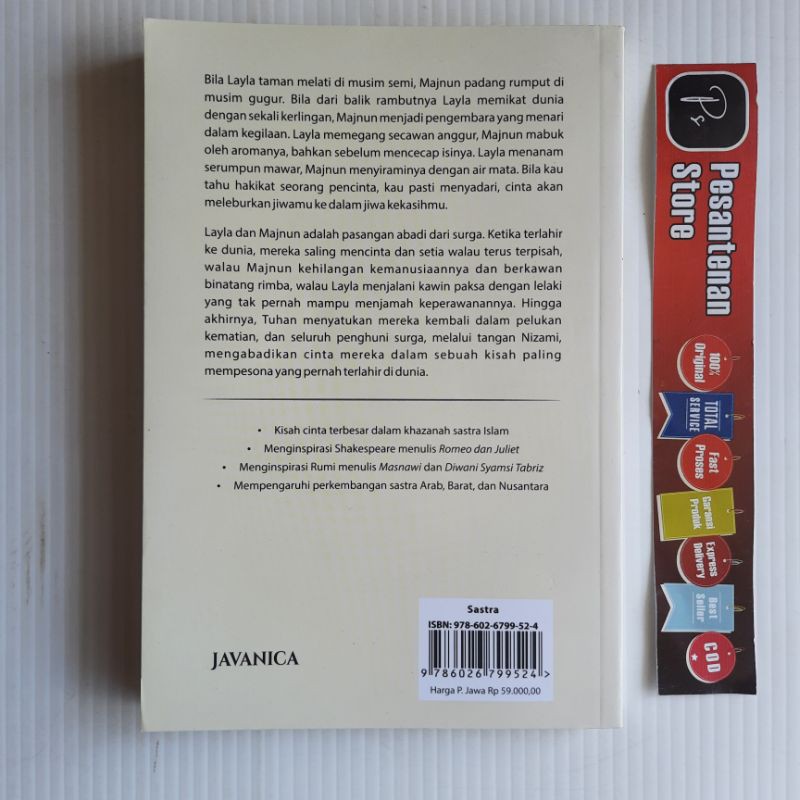 Bila Layla taman melati di musim semi, Majnun padang rumput di
musim gugur. Bila dari balik rambutnya Layla memikat dunia
dengan sekali kerlingan, Majnun menjadi pengembara yang menari
dalam kegilaan. Layla memegang secawan anggur, Majnun mabuk
oleh aromanya, bahkan sebelum mencecap isinya. Layla menanam
serumpun mawar, Majnun menyiraminya dengan air mata. Bila kau
tahu hakikat seorang pencinta, kau pasti menyadari, cinta akan
meleburkan jiwamu ke dalam jiwa kekasihmu.
Layla dan Majnun adalah pasangan abadi dari surga. Ketika terlahir
ke dunia, mereka saling mencinta dan setia walau terus terpisah,
walau Majnun kehilangan kemanusiaannya dan berkawan
binatang rimba, walau Layla menjalani kawin paksa dengan lelaki
yang tak pernah mampu menjamah keperawanannya. Hingga
akhirnya, Tuhan menyatukan mereka kembali dalam pelukan
kematian, dan seluruh penghuni surga, melalui tangan Nizami,
mengabadikan cinta mereka dalam sebuah kisah paling
mempesona yang pernah terlahir di dunia.
• Kisah cinta terbesar dalam khazanah sastra Islam
• Menginspirasi Shakespeare menulis Romeo dan Juliet
• Menginspirasi Rumi menulis Masnawi dan Diwani Syamsi Tabriz
• Mempengaruhi perkembangan sastra Arab, Barat, dan Nusantara
JAVANICA
Sastra
ISBN: 978-602-6799-52-4
9 786026 799524 >
Harga P. Jawa Rp 59.000,00
Ps
Pesantenan
Store
100%
Original
TOTAL
SERVICE
Fast
Proses
Garansi
Produk
Express
Delivery
Best
Seller
COD